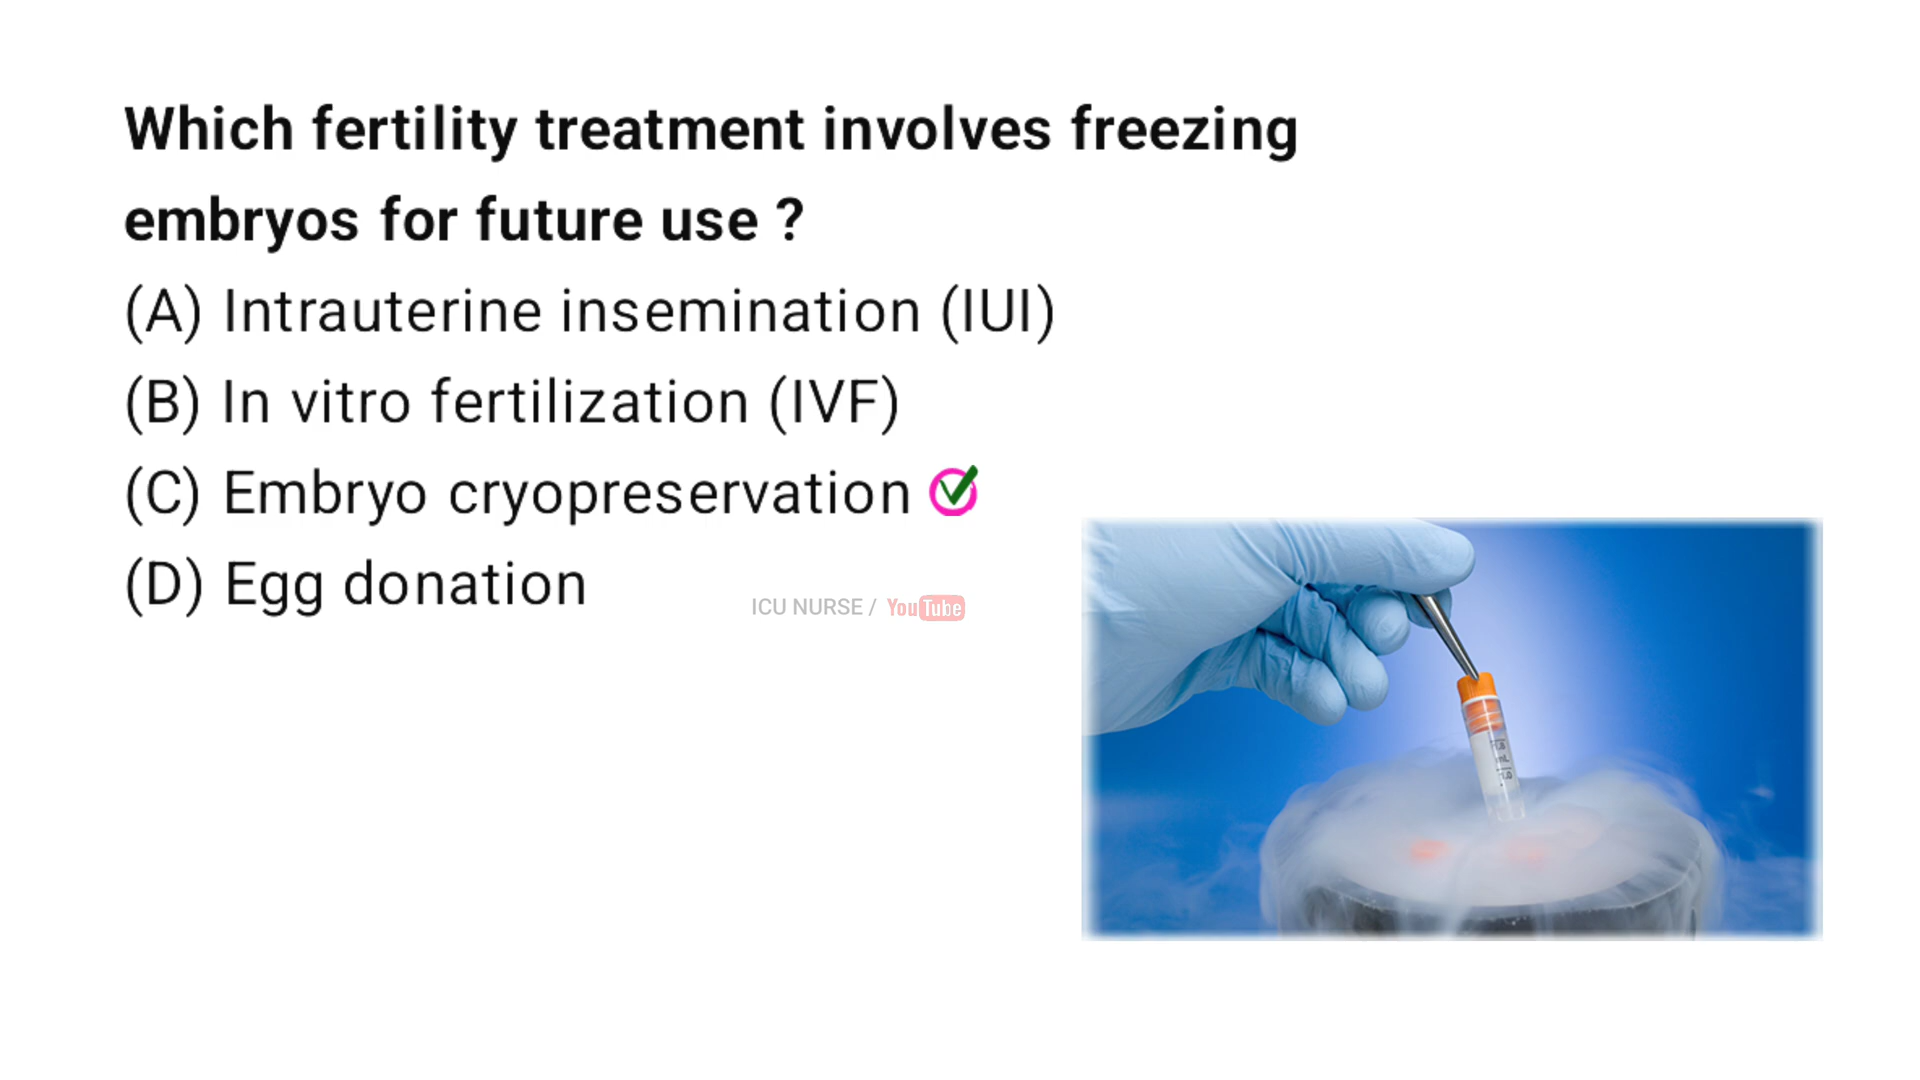 Which fertility treatment involves freezing
embryos for future use ?
(A) Intrauterine insemination (IUI)
(B) In vitro fertilization (IVF)
(C) Embryo cryopreservation
(D) Egg donation
ICU NURSE / YouTube
mL